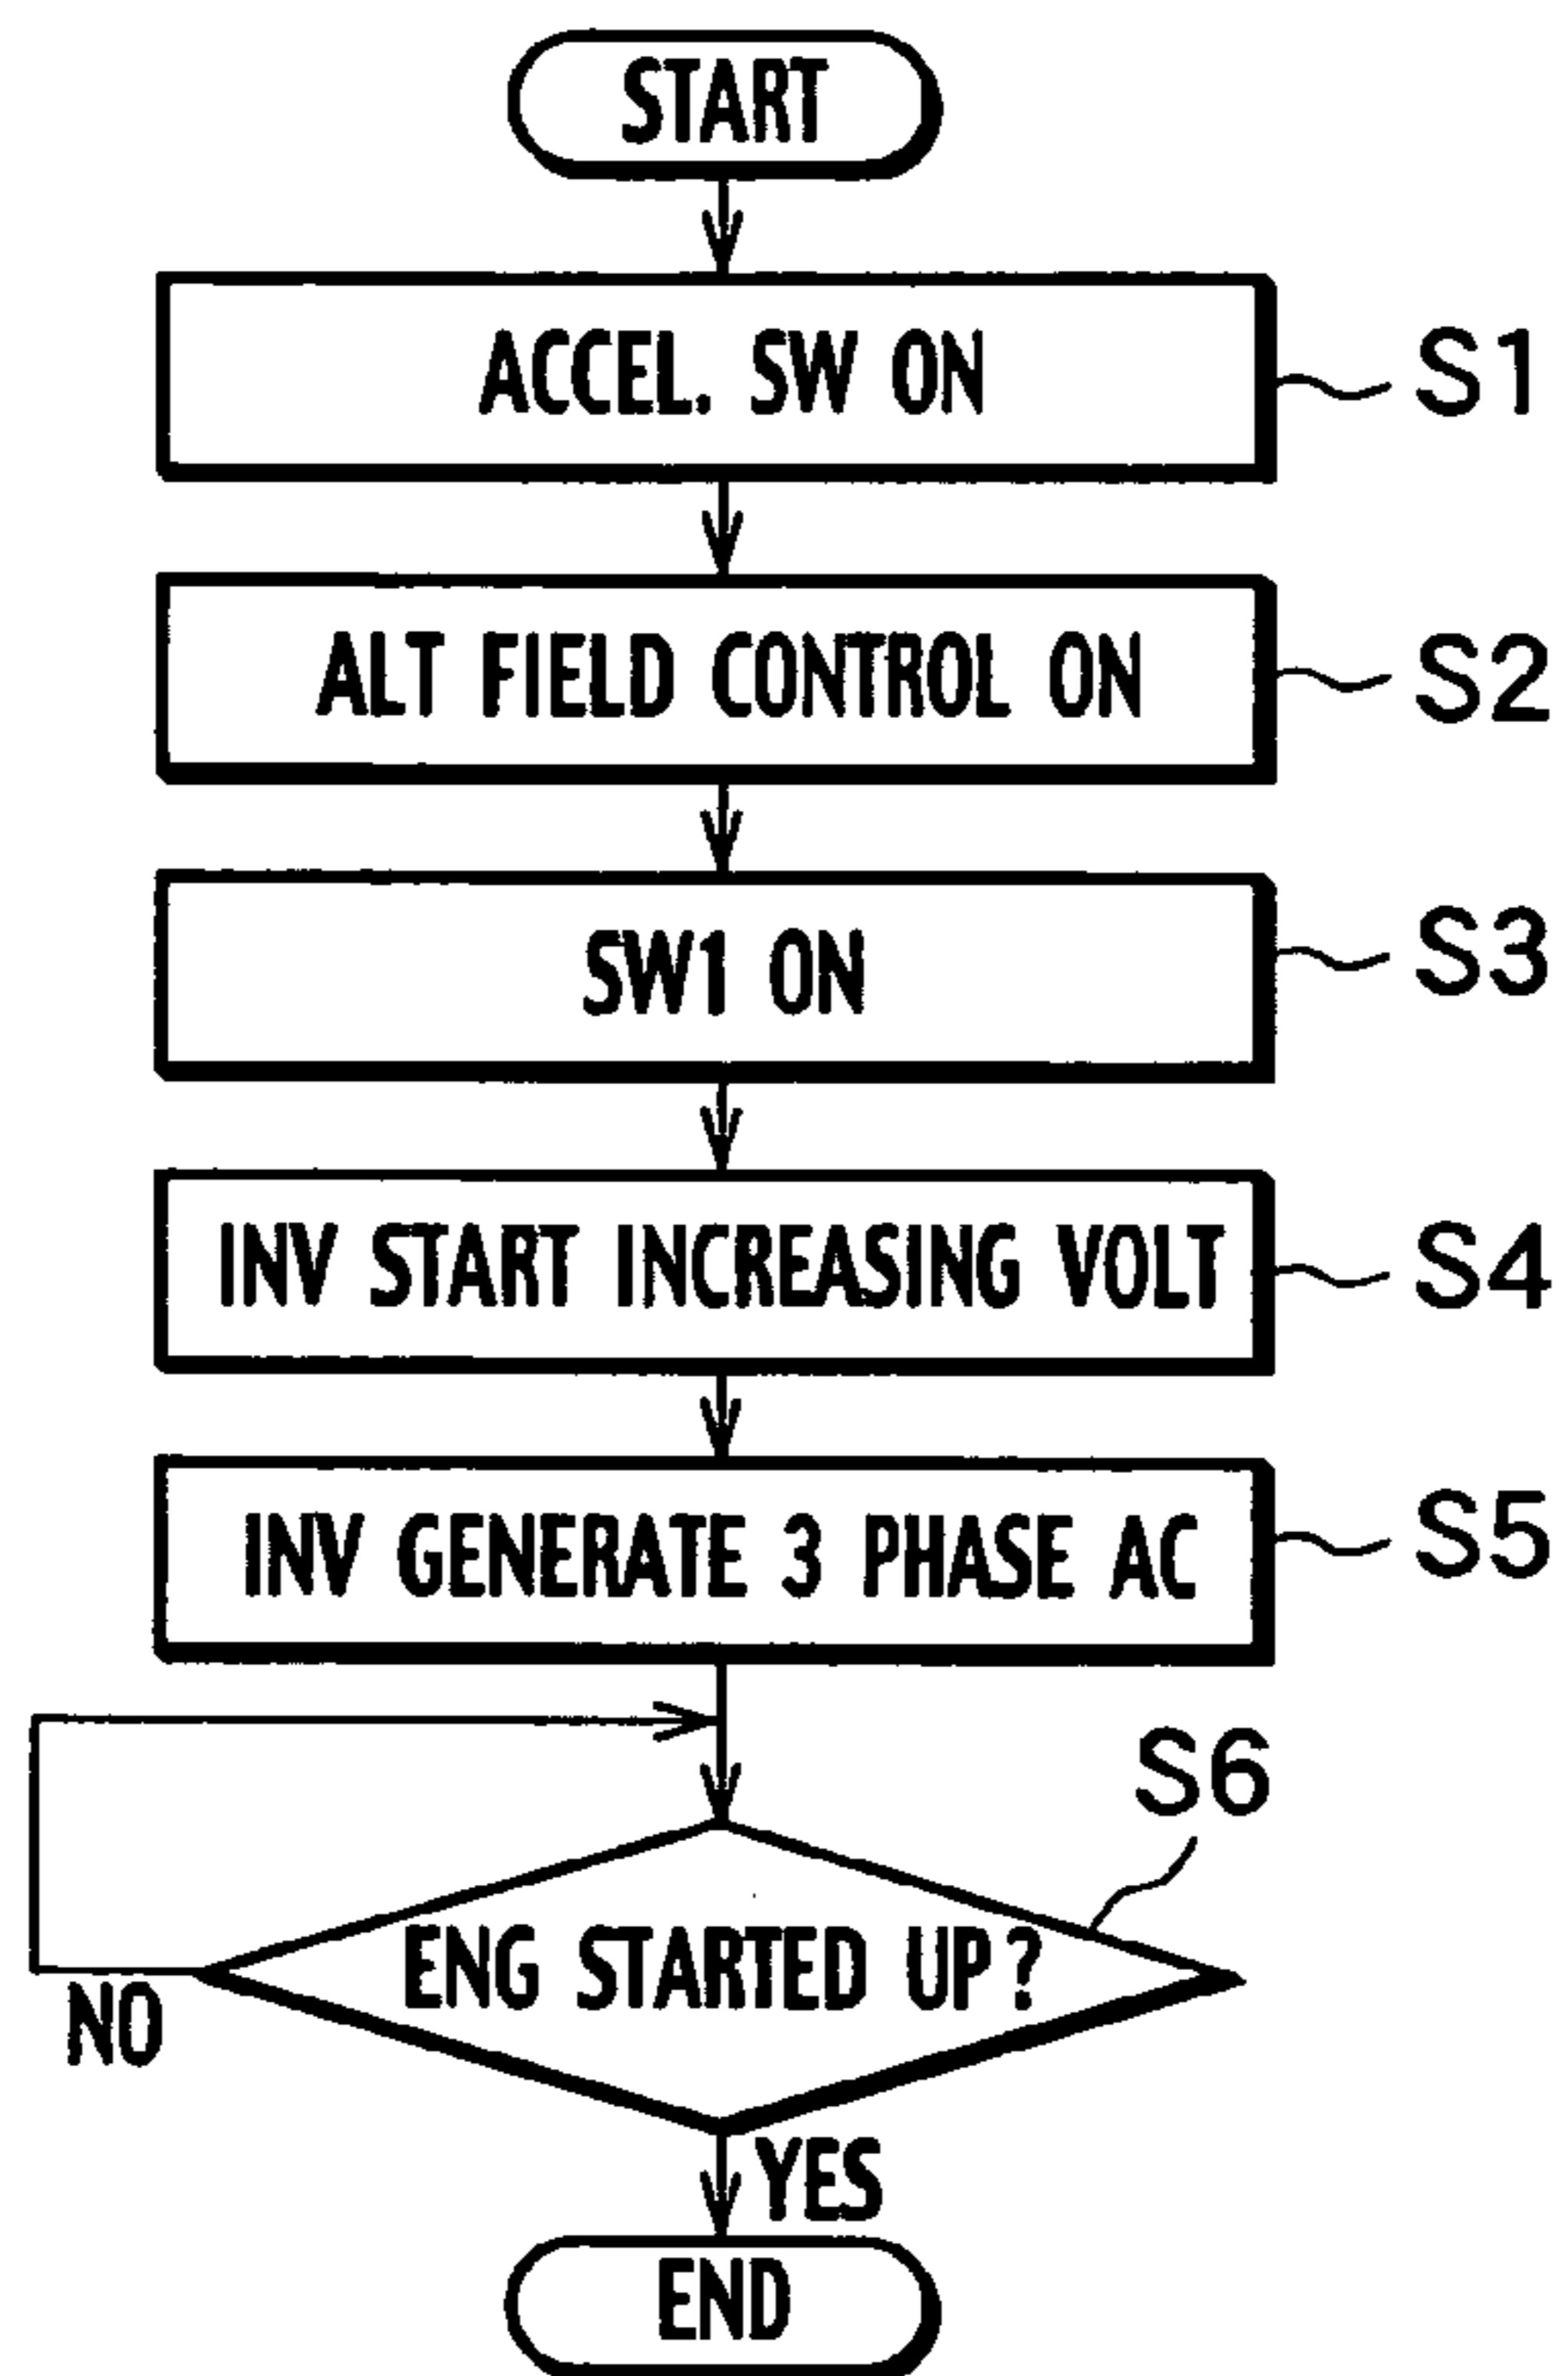 START
ACCEL. SW ON
S1
ALT FIELD CONTROL ON
S2
SW1 ON
S3
INV START INCREASING VOLT
S4
INV GENERATE 3 PHASE AC
S5
S6
ENG STARTED UP?
NO
YES
END